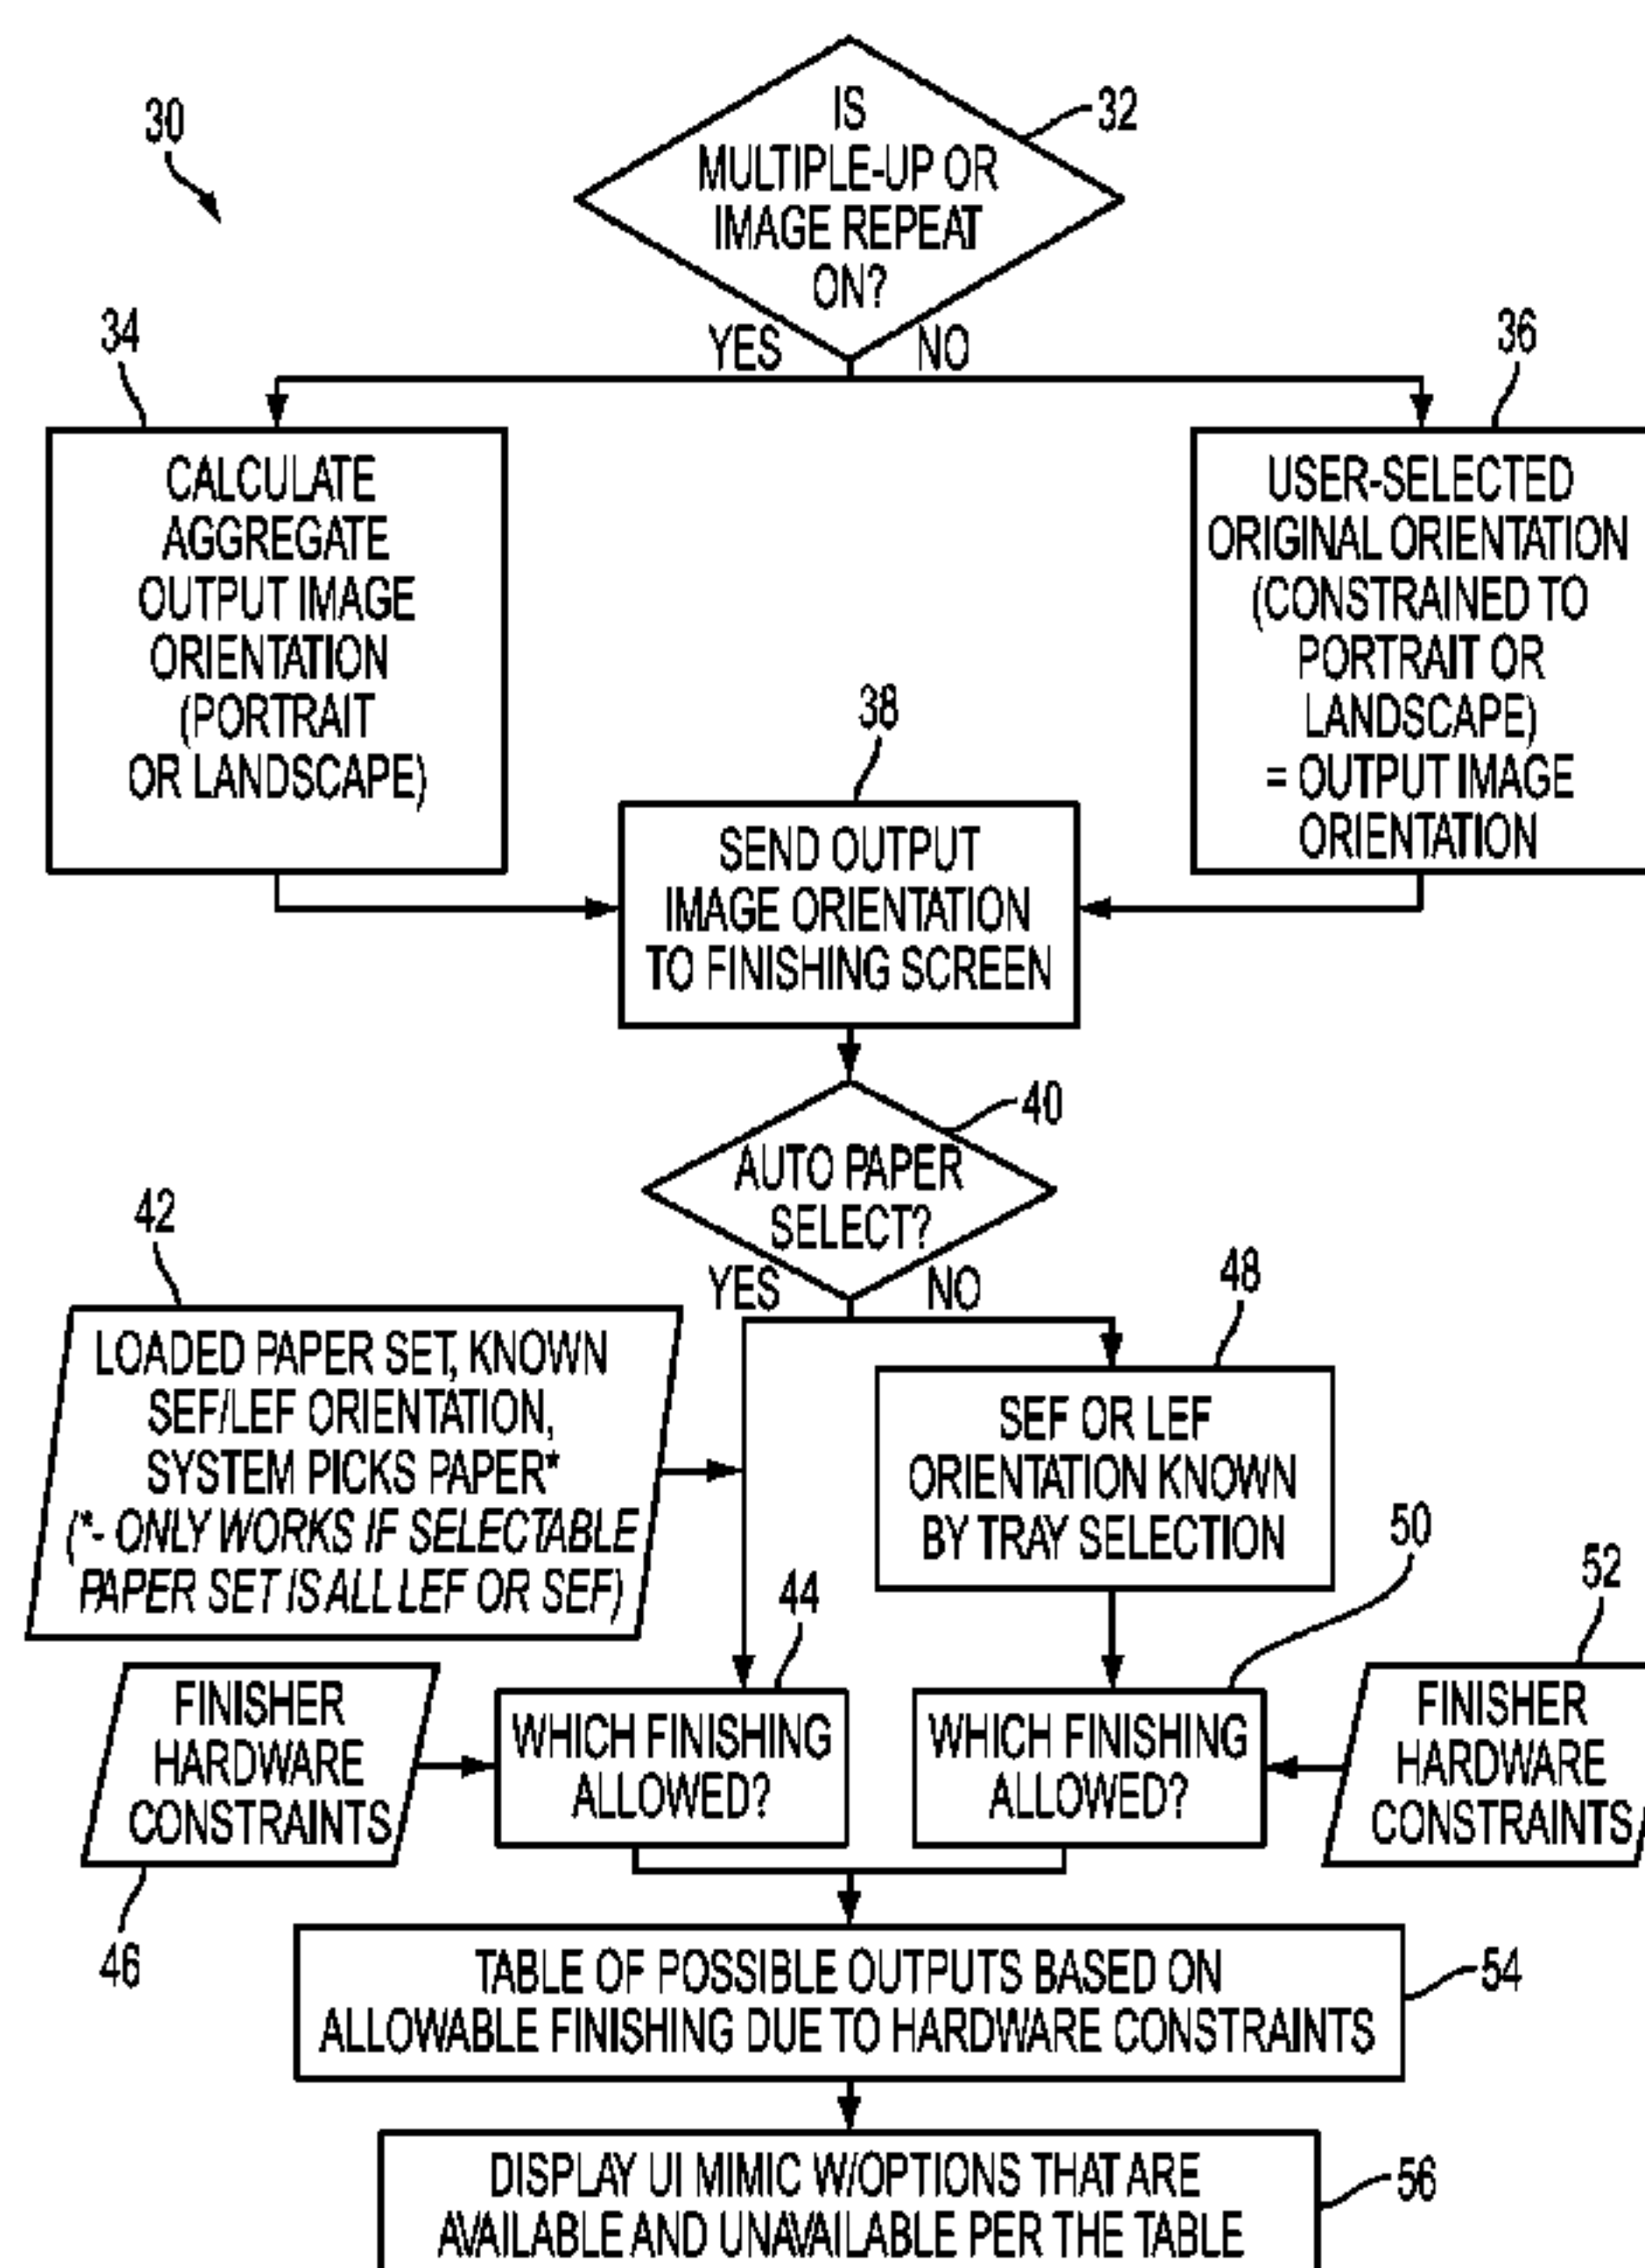 30
IS
MULTIPLE-UP OR
IMAGE REPEAT
ON?
32
YES
NO
34
CALCULATE
AGGREGATE
OUTPUT IMAGE
ORIENTATION
(PORTRAIT
OR LANDSCAPE)
36
USER-SELECTED
ORIGINAL ORIENTATION
(CONSTRAINED TO
PORTRAIT OR
LANDSCAPE)
= OUTPUT IMAGE
ORIENTATION
38
SEND OUTPUT
IMAGE ORIENTATION
TO FINISHING SCREEN
40
AUTO PAPER
SELECT?
YES
NO
42
LOADED PAPER SET, KNOWN
SEF/LEF ORIENTATION,
SYSTEM PICKS PAPER*
(*- ONLY WORKS IF SELECTABLE
PAPER SET IS ALL LEF OR SEF)
48
SEF OR LEF
ORIENTATION KNOWN
BY TRAY SELECTION
44
WHICH FINISHING
ALLOWED?
46
FINISHER
HARDWARE
CONSTRAINTS
50
WHICH FINISHING
ALLOWED?
52
FINISHER
HARDWARE
CONSTRAINTS
TABLE OF POSSIBLE OUTPUTS BASED ON
ALLOWABLE FINISHING DUE TO HARDWARE CONSTRAINTS
54
DISPLAY UI MIMIC W/OPTIONS THAT ARE
AVAILABLE AND UNAVAILABLE PER THE TABLE
56